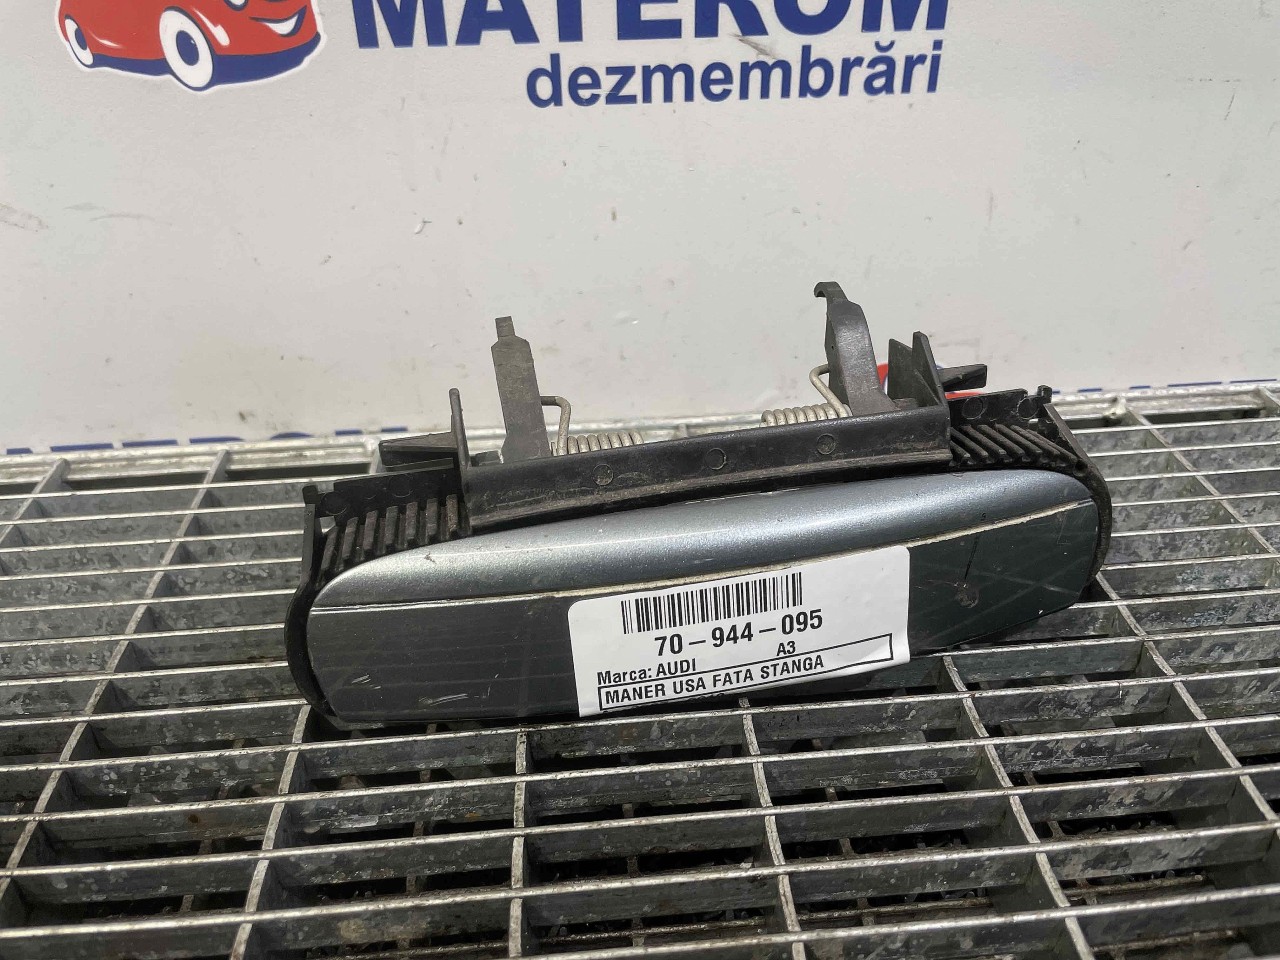 MATEROM
dezmembrări
70-944-095
Marca: AUDI A3
MANER USA FATA STANGA